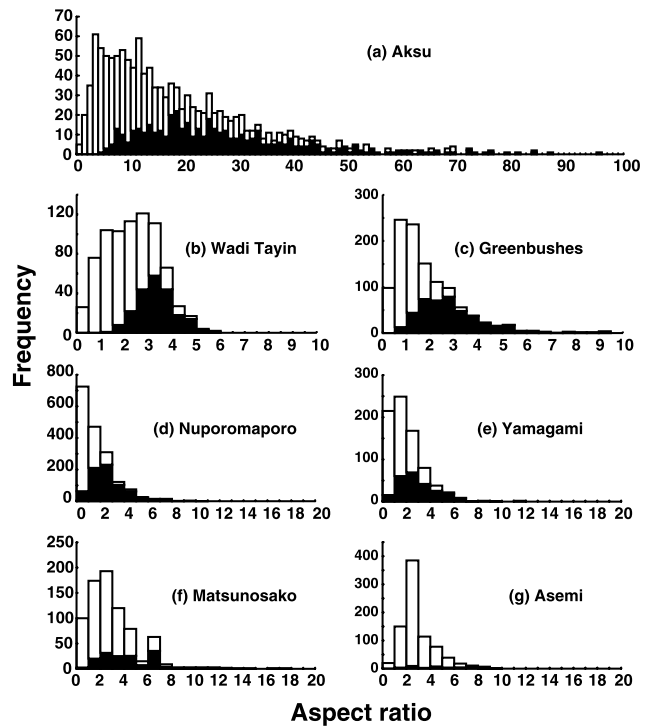 70
60
50
40
30
20
10
0
(a) Aksu
0 10 20 30 40 50 60 70 80 90 100
120
80
40
0
(b) Wadi Tayin
0 1 2 3 4 5 6 7 8 9 10
300
200
100
0
(c) Greenbushes
0 1 2 3 4 5 6 7 8 9 10
Frequency
800
600
400
200
0
(d) Nuporomaporo
0 2 4 6 8 10 12 14 16 18 20
300
200
100
0
(e) Yamagami
0 2 4 6 8 10 12 14 16 18 20
250
200
150
100
50
0
(f) Matsunosako
0 2 4 6 8 10 12 14 16 18 20
400
300
200
100
0
(g) Asemi
0 2 4 6 8 10 12 14 16 18 20
Aspect ratio